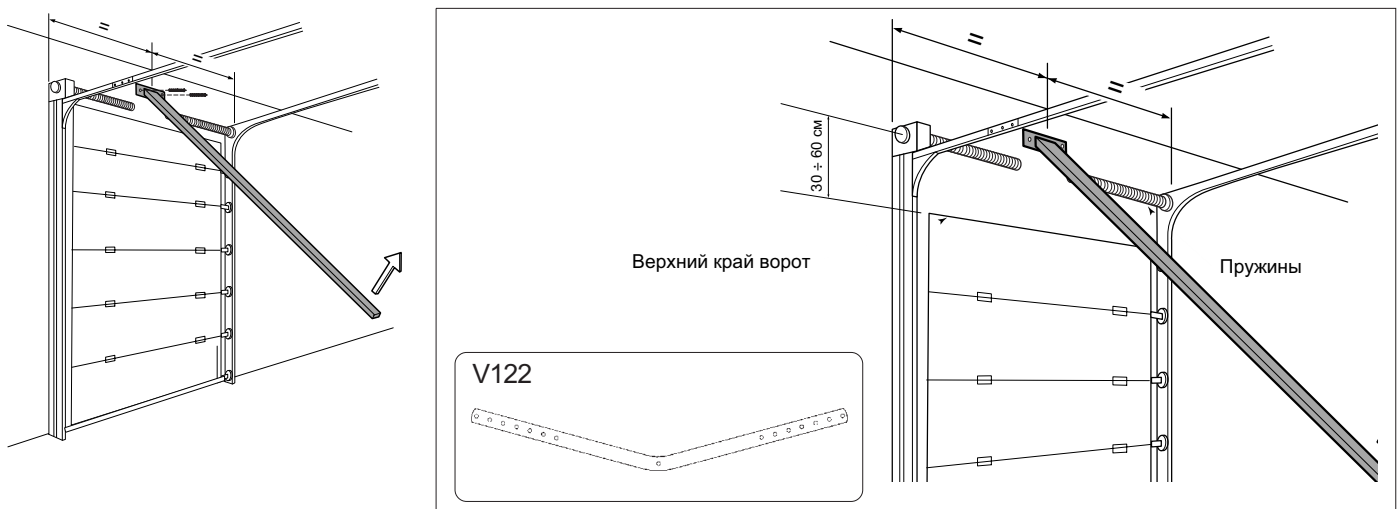 =
=
=
=
30 ÷ 60 см
Верхний край ворот
Пружины
V122